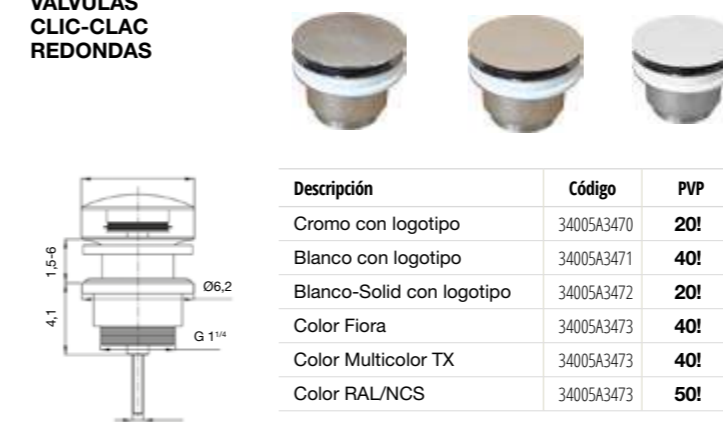 VÁLVULAS
CLIC-CLAC
REDONDAS
Descripción Código PVP
Cromo con logotipo 34005A3470 20!
Blanco con logotipo 34005A3471 40!
Blanco-Solid con logotipo 34005A3472 20!
Color Fiora 34005A3473 40!
Color Multicolor TX 34005A3473 40!
Color RAL/NCS 34005A3473 50!
1,5-6
Ø6,2
4,1
G 1¹/⁴